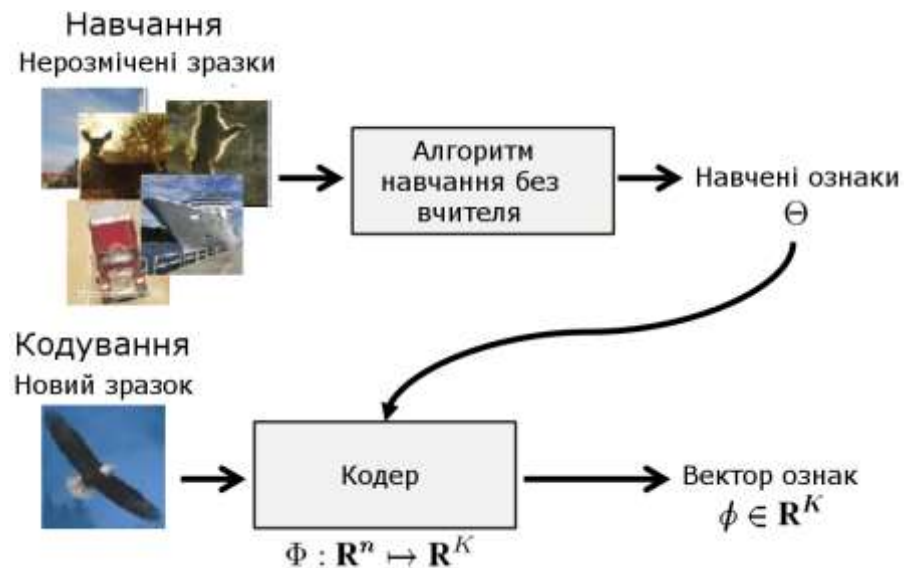 Навчання
Нерозмічені зразки
Алгоритм
навчання без
вчителя
Навчені ознаки
Θ
Кодування
Новий зразок
Кодер
Вектор ознак
ϕ ∈ R^K
Φ : R^n ↦ R^K